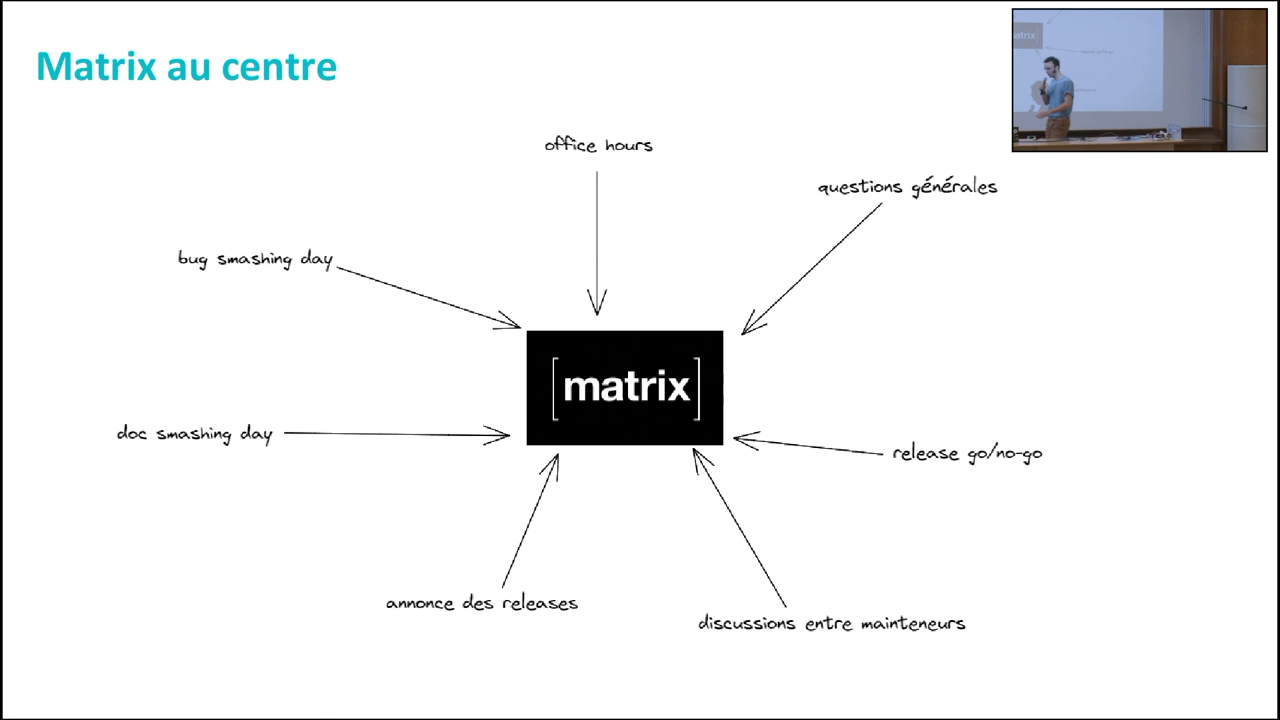 Matrix au centre
atrix
office hours
questions générales
bug smashing day
[matrix]
doc smashing day
release go/no-go
annonce des releases
discussions entre mainteneurs